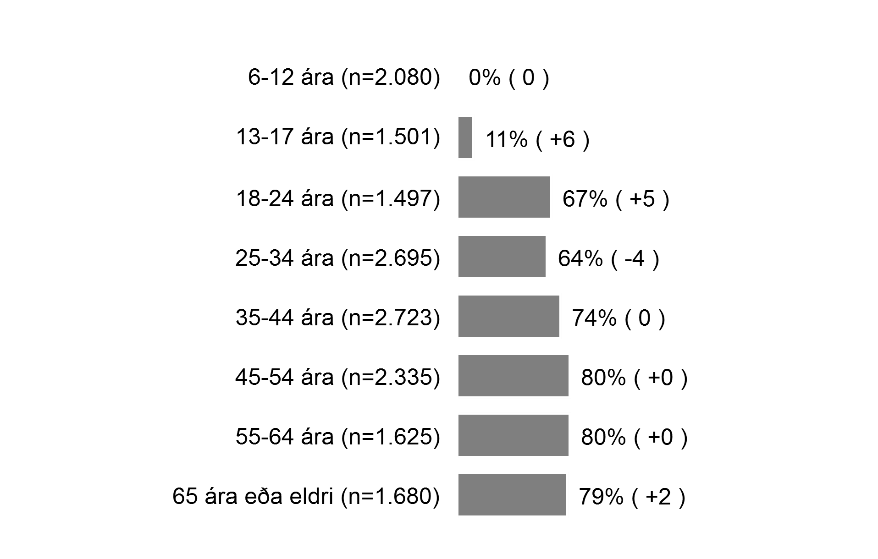 6-12 ára (n=2.080) 0% ( 0 )
13-17 ára (n=1.501) 11% ( +6 )
18-24 ára (n=1.497) 67% ( +5 )
25-34 ára (n=2.695) 64% ( -4 )
35-44 ára (n=2.723) 74% ( 0 )
45-54 ára (n=2.335) 80% ( +0 )
55-64 ára (n=1.625) 80% ( +0 )
65 ára eða eldri (n=1.680) 79% ( +2 )